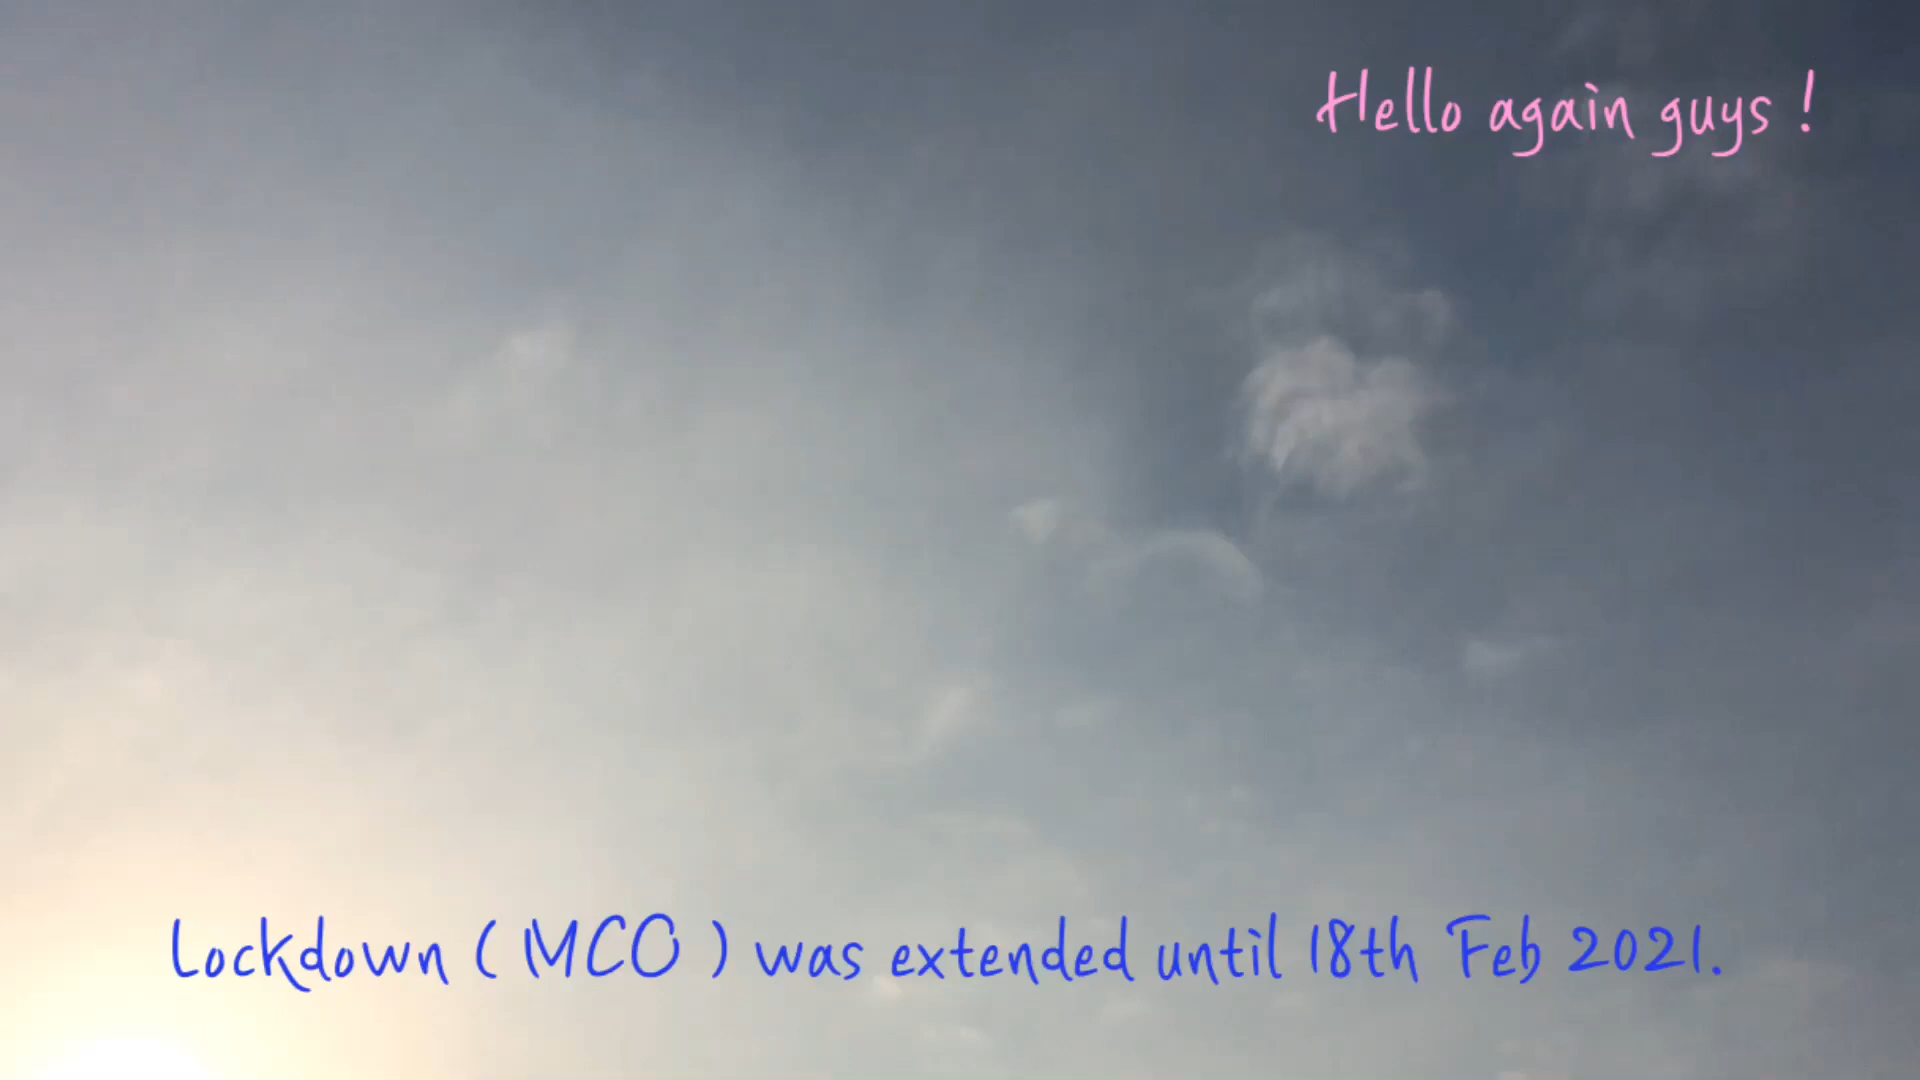 Hello again guys !
Lockdown ( MCO ) was extended until 18th Feb 2021.